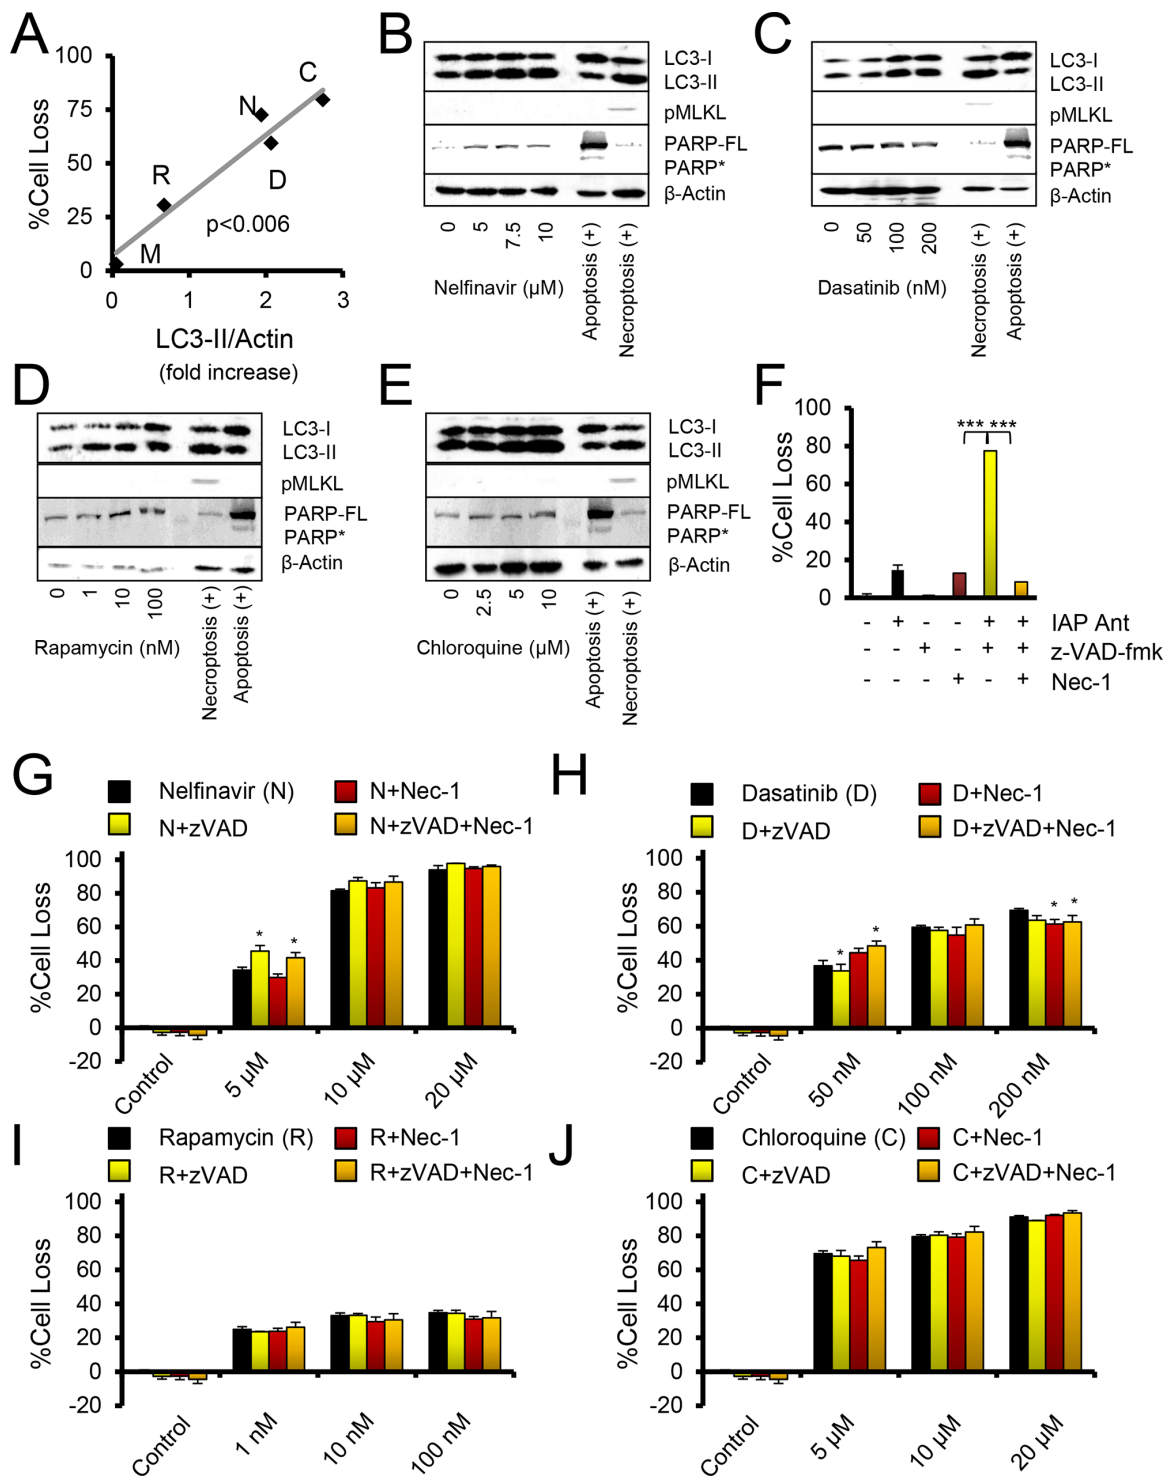 A
%Cell Loss
100
75
50
25
0
C
N
D
R
M
p<0.006
0 1 2 3
LC3-II/Actin
(fold increase)
B
LC3-I
LC3-II
pMLKL
PARP-FL
PARP*
β-Actin
0 5 7.5 10
Apoptosis (+)
Necroptosis (+)
Nelfinavir (µM)
C
LC3-I
LC3-II
pMLKL
PARP-FL
PARP*
β-Actin
0 50 100 200
Necroptosis (+)
Apoptosis (+)
Dasatinib (nM)
D
LC3-I
LC3-II
pMLKL
PARP-FL
PARP*
β-Actin
0 1 10 100
Necroptosis (+)
Apoptosis (+)
Rapamycin (nM)
E
LC3-I
LC3-II
pMLKL
PARP-FL
PARP*
β-Actin
0 2.5 5 10
Apoptosis (+)
Necroptosis (+)
Chloroquine (µM)
F
%Cell Loss
100
80
60
40
20
0
*** ***
- + - - + + IAP Ant
- - + - + + z-VAD-fmk
- - - + - + Nec-1
G
Nelfinavir (N)
N+Nec-1
N+zVAD
N+zVAD+Nec-1
%Cell Loss
100
80
60
40
20
0
-20
* *
Control
5 µM
10 µM
20 µM
H
Dasatinib (D)
D+Nec-1
D+zVAD
D+zVAD+Nec-1
%Cell Loss
100
80
60
40
20
0
-20
* * * *
Control
50 nM
100 nM
200 nM
I
Rapamycin (R)
R+Nec-1
R+zVAD
R+zVAD+Nec-1
%Cell Loss
100
80
60
40
20
0
-20
Control
1 nM
10 nM
100 nM
J
Chloroquine (C)
C+Nec-1
C+zVAD
C+zVAD+Nec-1
%Cell Loss
100
80
60
40
20
0
-20
Control
5 µM
10 µM
20 µM